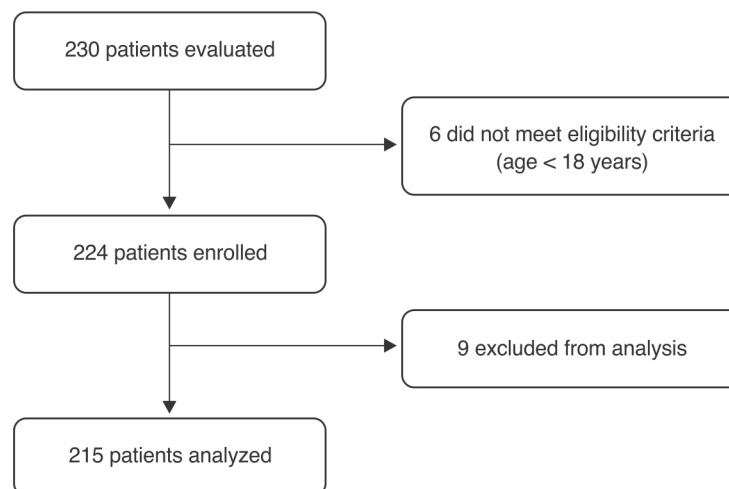 230 patients evaluated
6 did not meet eligibility criteria
(age < 18 years)
224 patients enrolled
9 excluded from analysis
215 patients analyzed